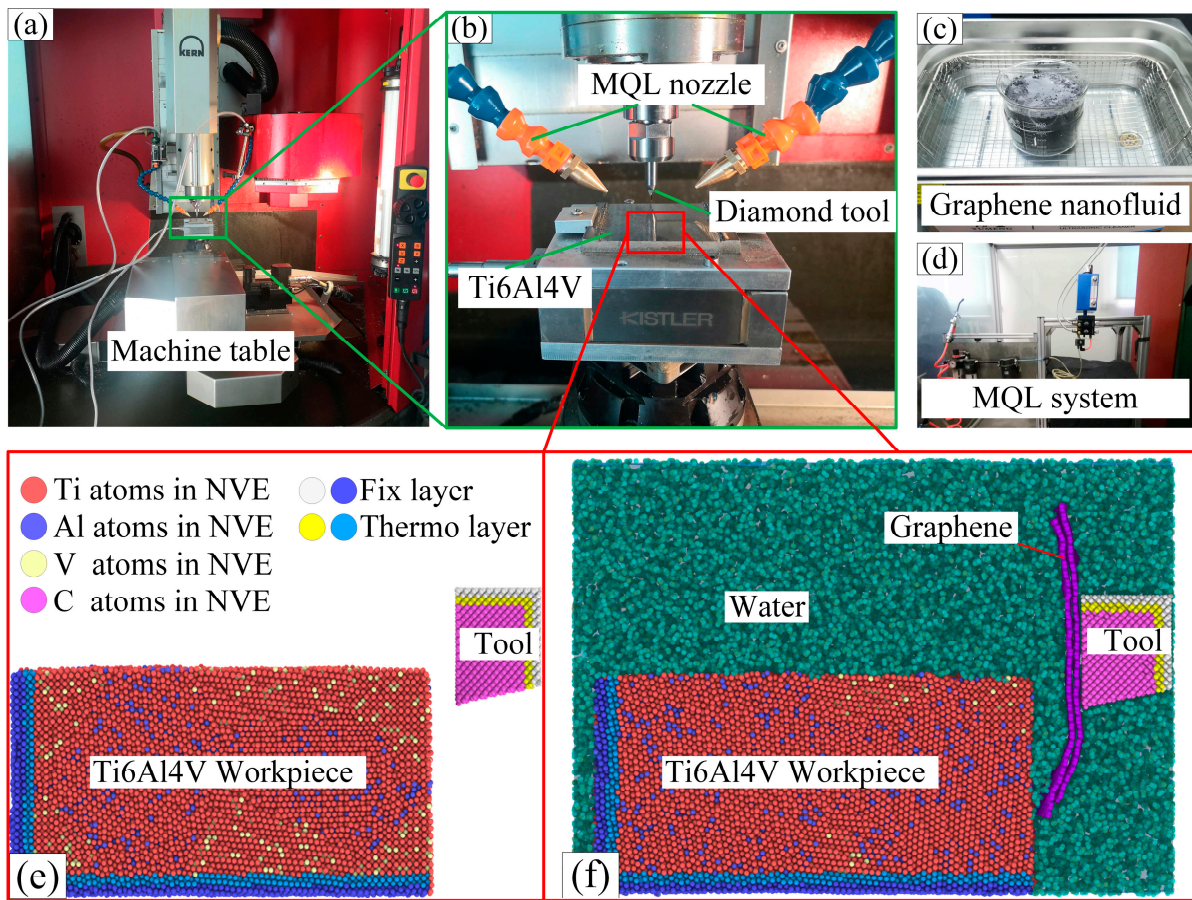 (a)
KERN
Machine table
(b)
MQL nozzle
Diamond tool
Ti6Al4V
KISTLER
(c)
Graphene nanofluid
(d)
MQL system
Ti atoms in NVE
Al atoms in NVE
V atoms in NVE
C atoms in NVE
Fix layer
Thermo layer
Tool
Ti6Al4V Workpiece
(e)
Graphene
Water
Tool
Ti6Al4V Workpiece
(f)